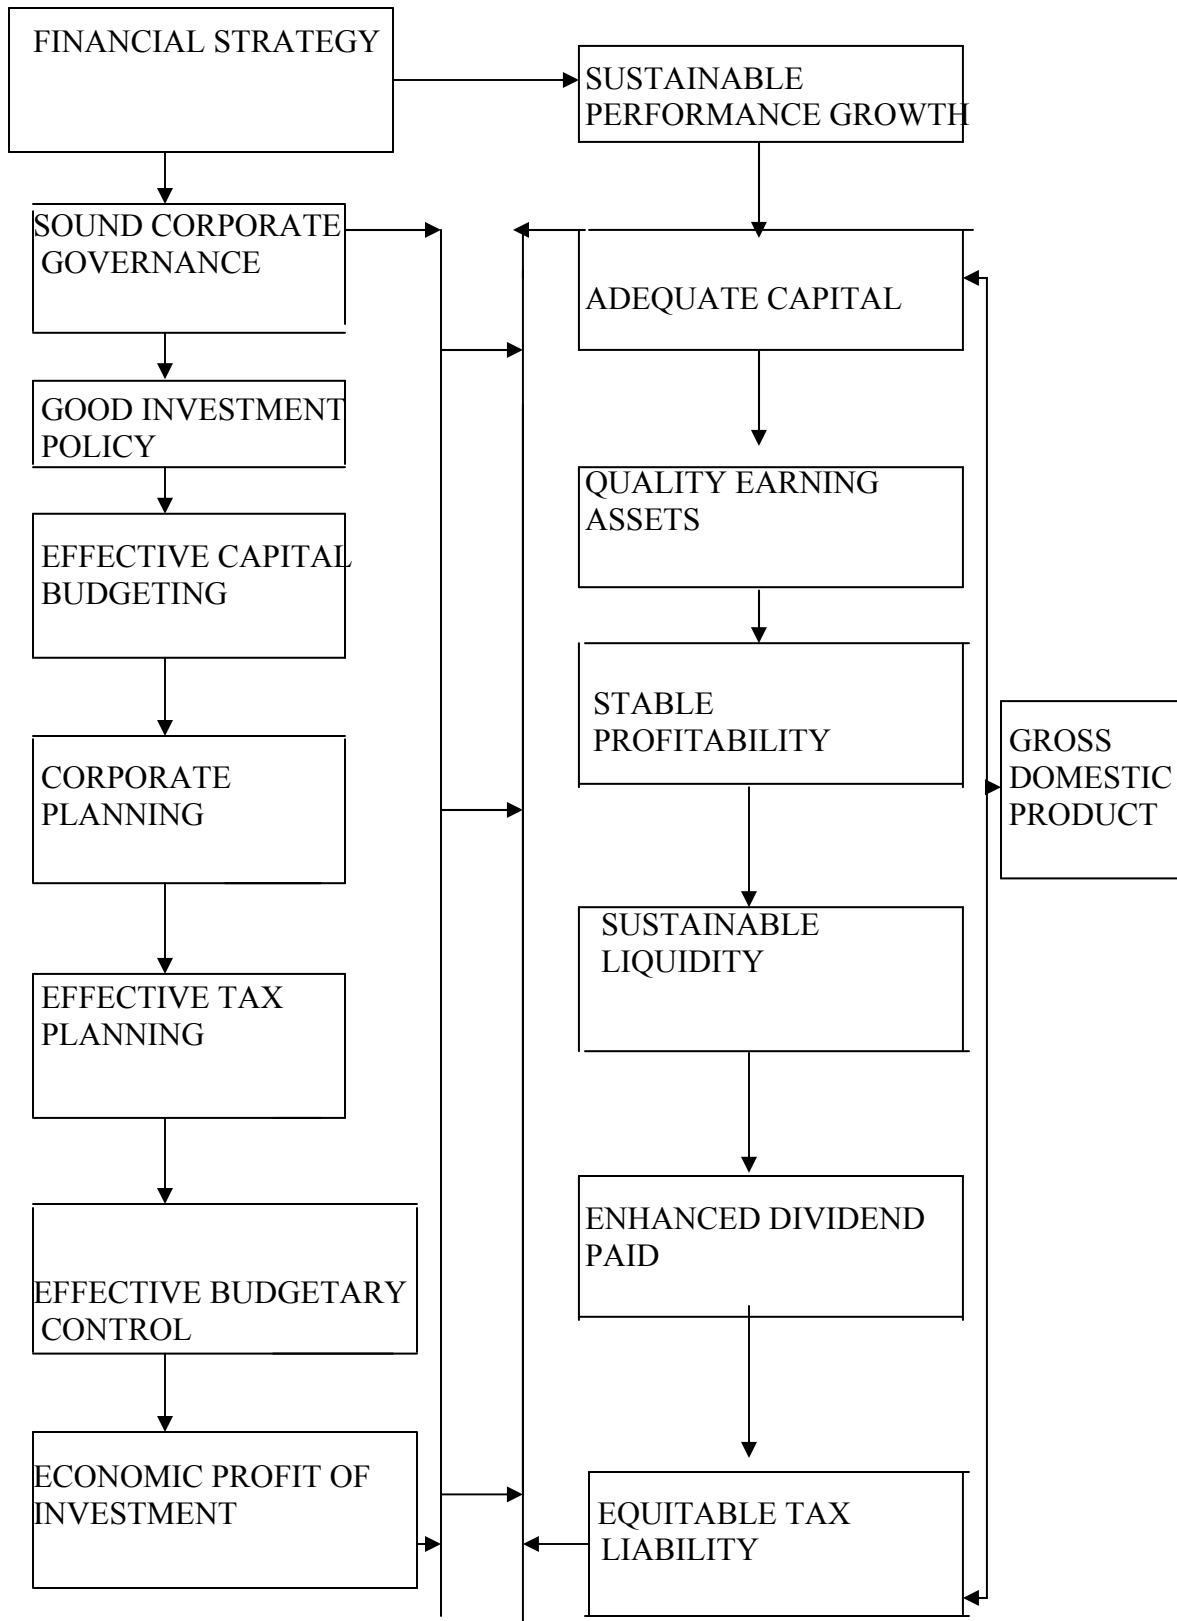 FINANCIAL STRATEGY
SUSTAINABLE
PERFORMANCE GROWTH
SOUND CORPORATE
GOVERNANCE
ADEQUATE CAPITAL
GOOD INVESTMENT
POLICY
QUALITY EARNING
ASSETS
EFFECTIVE CAPITAL
BUDGETING
STABLE
PROFITABILITY
GROSS
DOMESTIC
PRODUCT
CORPORATE
PLANNING
SUSTAINABLE
LIQUIDITY
EFFECTIVE TAX
PLANNING
ENHANCED DIVIDEND
PAID
EFFECTIVE BUDGETARY
CONTROL
ECONOMIC PROFIT OF
INVESTMENT
EQUITABLE TAX
LIABILITY